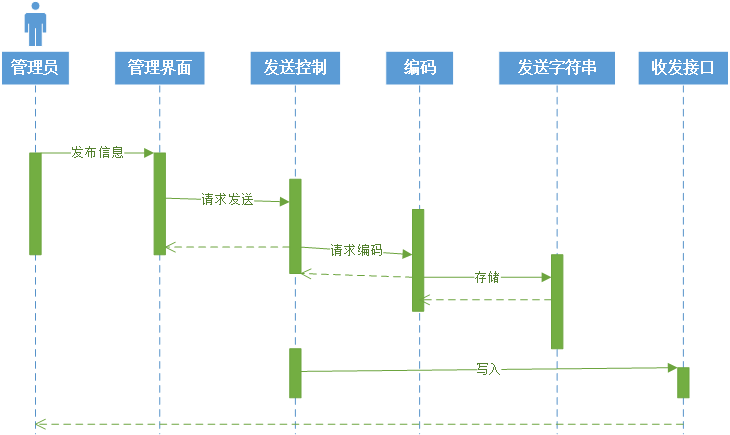 管理员
管理界面
发送控制
编码
发送字符串
收发接口
发布信息
请求发送
请求编码
存储
写入